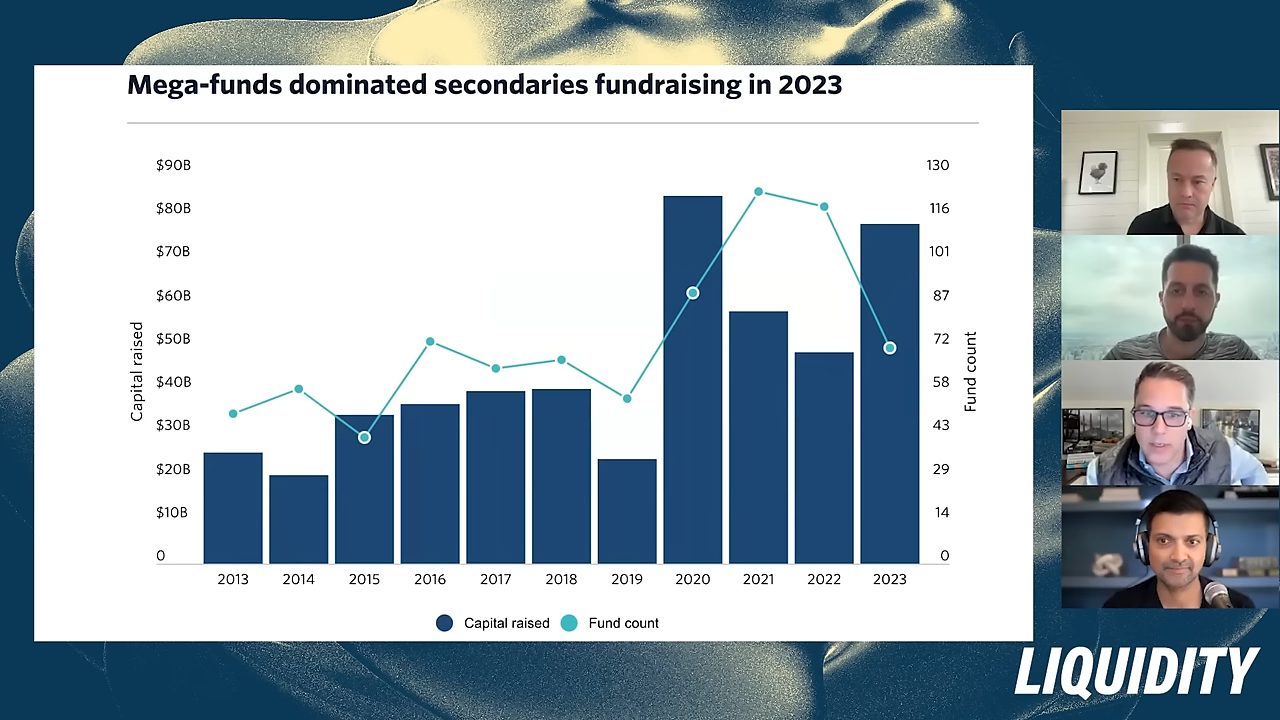 Mega-funds dominated secondaries fundraising in 2023
$90B
$80B
$70B
$60B
$50B
$40B
$30B
$20B
$10B
0
Capital raised
130
116
101
87
72
58
43
29
14
0
Fund count
2013 2014 2015 2016 2017 2018 2019 2020 2021 2022 2023
Capital raised Fund count
LIQUIDITY